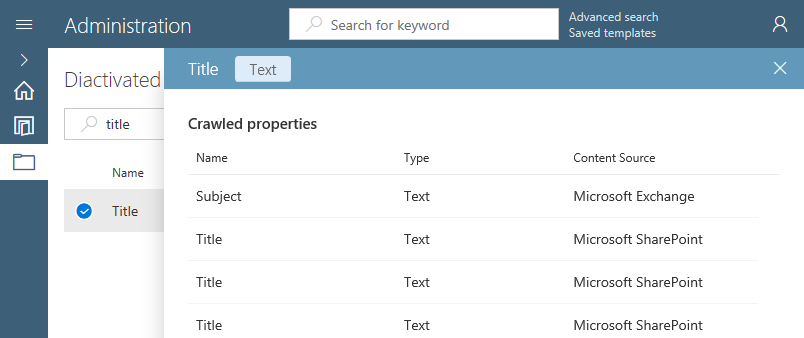 Administration
Search for keyword
Advanced search
Saved templates
Diactivated
title
Name
Title
Title Text
Crawled properties
Name Type Content Source
Subject Text Microsoft Exchange
Title Text Microsoft SharePoint
Title Text Microsoft SharePoint
Title Text Microsoft SharePoint